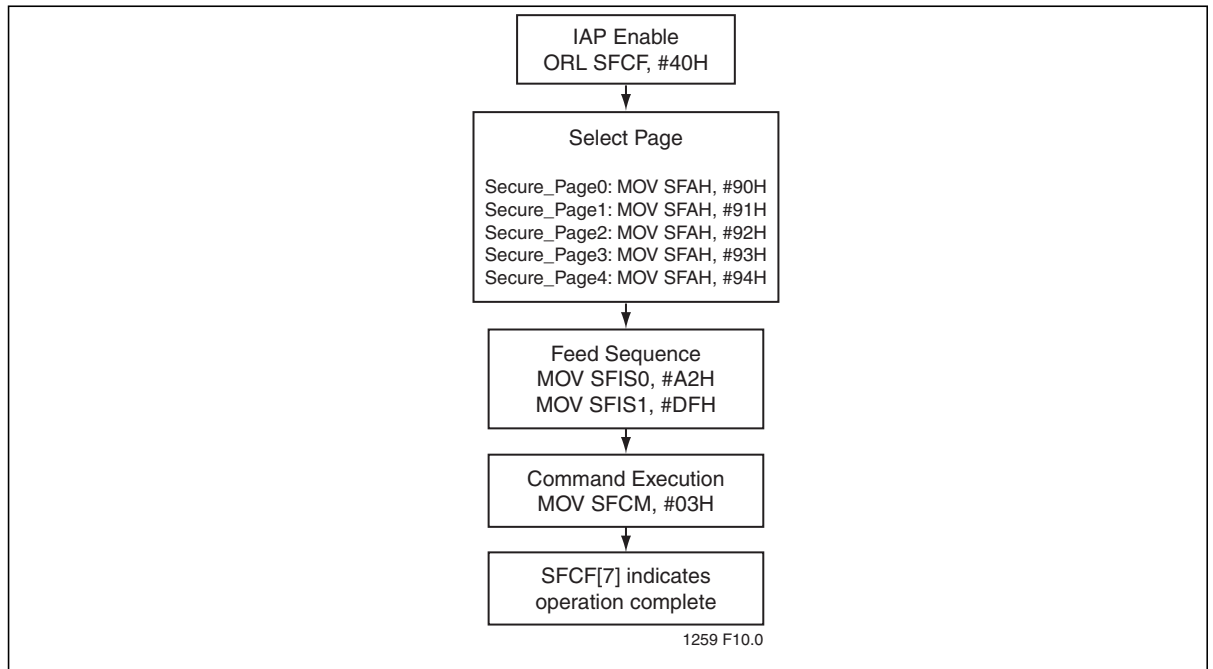 IAP Enable
ORL SFCF, #40H
Select Page
Secure_Page0: MOV SFAH, #90H
Secure_Page1: MOV SFAH, #91H
Secure_Page2: MOV SFAH, #92H
Secure_Page3: MOV SFAH, #93H
Secure_Page4: MOV SFAH, #94H
Feed Sequence
MOV SFIS0, #A2H
MOV SFIS1, #DFH
Command Execution
MOV SFCM, #03H
SFCF[7] indicates
operation complete
1259 F10.0